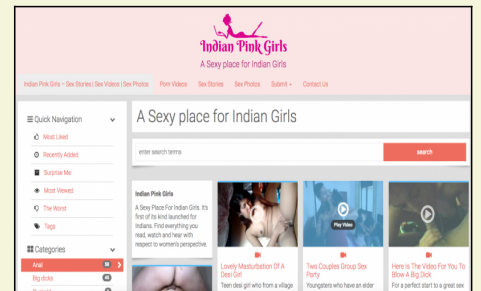 Indian Pink Girls
A Sexy place for Indian Girls
Indian Pink Girls – Sex Stories | Sex Videos | Sex Photos Porn Videos Sex Stories Sex Photos Submit Contact Us
Quick Navigation
Most Liked
Recently Added
Surprise Me
Most Viewed
The Worst
Tags
Categories
Anal
Big dicks
A Sexy place for Indian Girls
enter search terms
search
Indian Pink Girls
A Sexy Place For Indian Girls. It's
first of its kind launched for
Indians. Find everything you
read, watch and hear with
respect to women's perspective.
Lovely Masturbation Of A
Desi Girl
Teen desi girl who from a village
Play Video
Two Couples Group Sex
Party
Youngsters who have an elder
Here Is The Video For You To
Blow A Big Dick
For a perfect start to a great sex